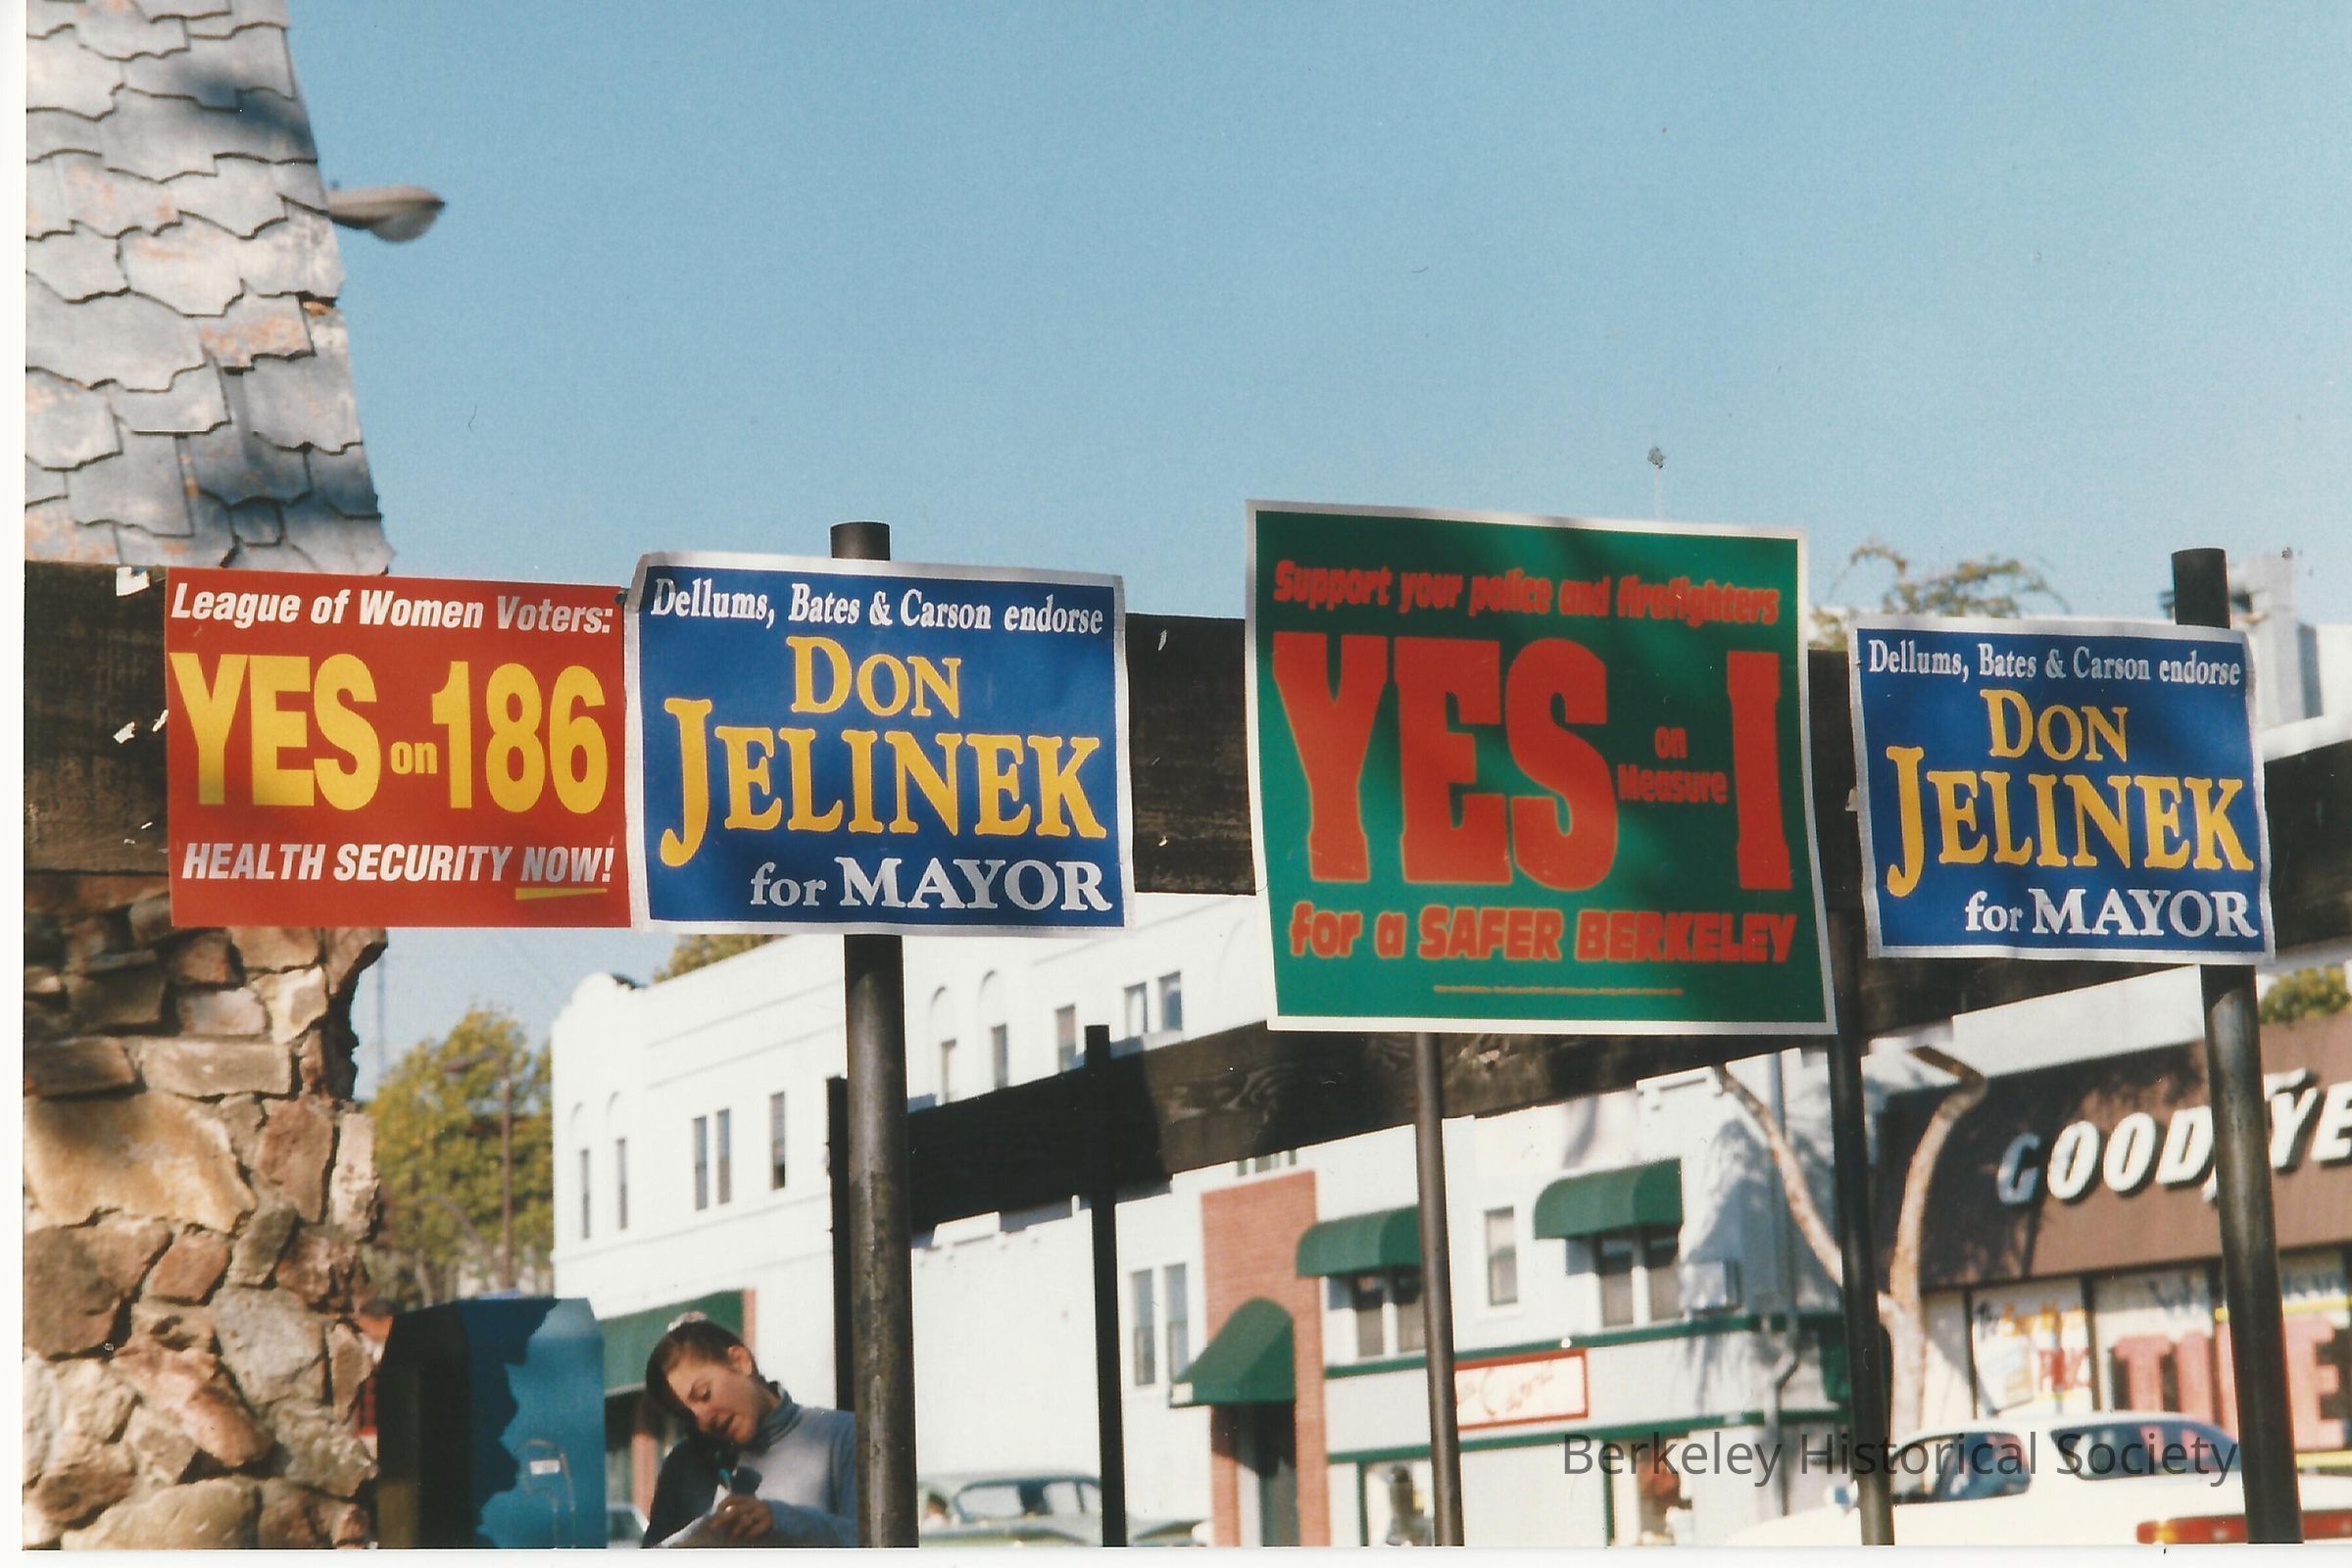 League of Women Voters:
YES on 186
HEALTH SECURITY NOW!
Dellums, Bates & Carson endorse
DON
JELINEK
for MAYOR
Support your police and firefighters
YES on Measure I
for a SAFER BERKELEY
Dellums, Bates & Carson endorse
DON
JELINEK
for MAYOR
GOODYE
Berkeley Historical Society